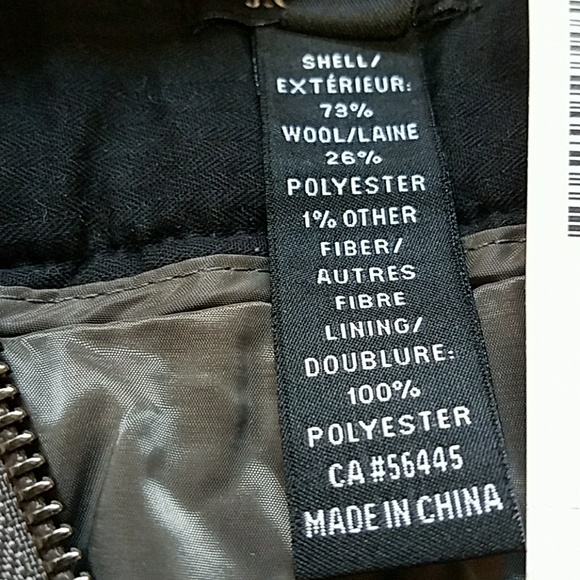 SHELL/
EXTÉRIEUR:
73%
WOOL/LAINE
26%
POLYESTER
1% OTHER
FIBER/
AUTRES
FIBRE
LINING/
DOUBLURE:
100%
POLYESTER
CA #56445
MADE IN CHINA